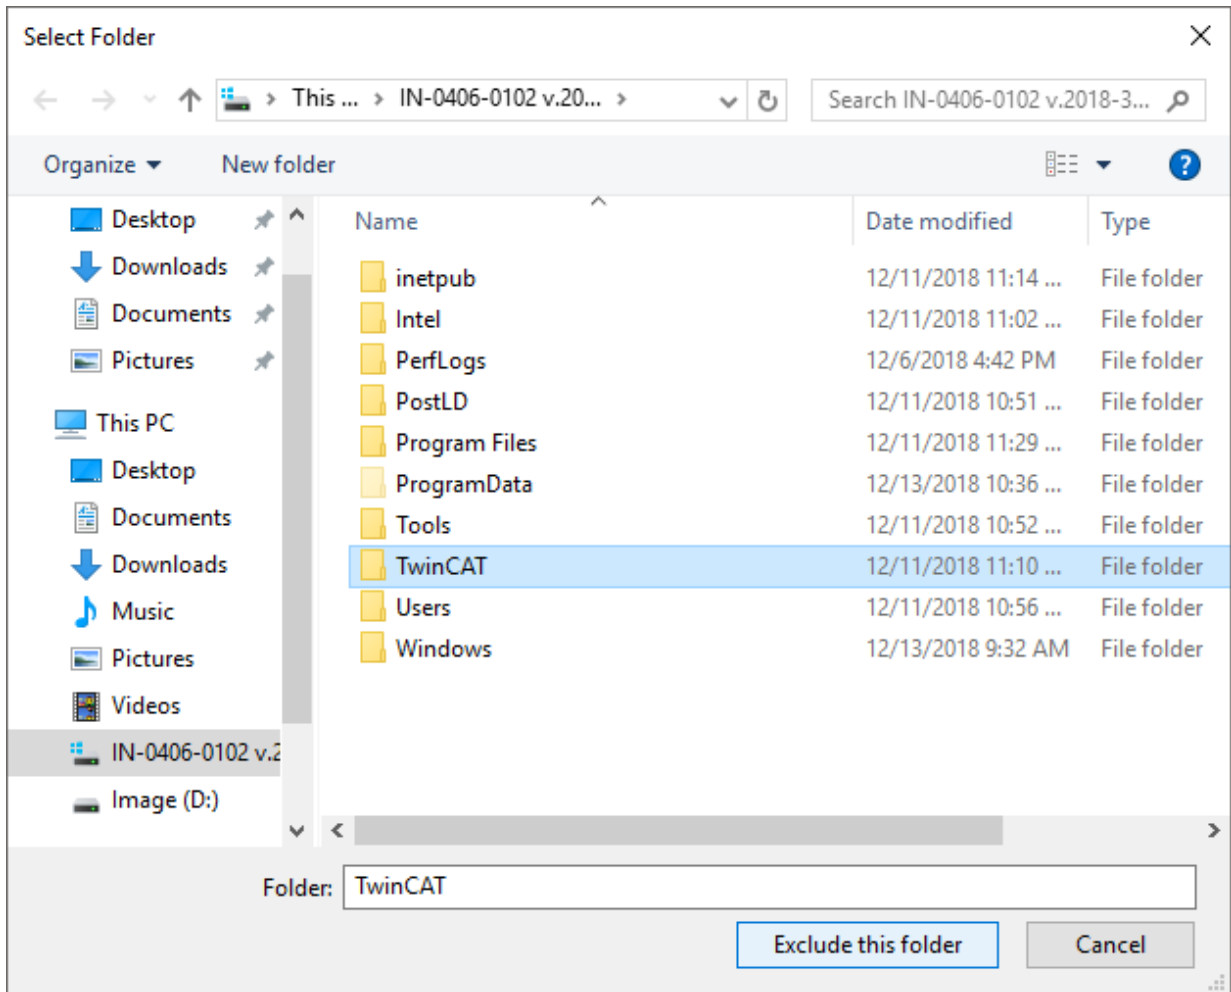 Select Folder
This ... > IN-0406-0102 v.20... >
Search IN-0406-0102 v.2018-3...
Organize
New folder
?
Desktop
Downloads
Documents
Pictures
This PC
Desktop
Documents
Downloads
Music
Pictures
Videos
IN-0406-0102 v.2
Image (D:)
Name Date modified Type
inetpub 12/11/2018 11:14 ... File folder
Intel 12/11/2018 11:02 ... File folder
PerfLogs 12/6/2018 4:42 PM File folder
PostLD 12/11/2018 10:51 ... File folder
Program Files 12/11/2018 11:29 ... File folder
ProgramData 12/13/2018 10:36 ... File folder
Tools 12/11/2018 10:52 ... File folder
TwinCAT 12/11/2018 11:10 ... File folder
Users 12/11/2018 10:56 ... File folder
Windows 12/13/2018 9:32 AM File folder
Folder: TwinCAT
Exclude this folder
Cancel